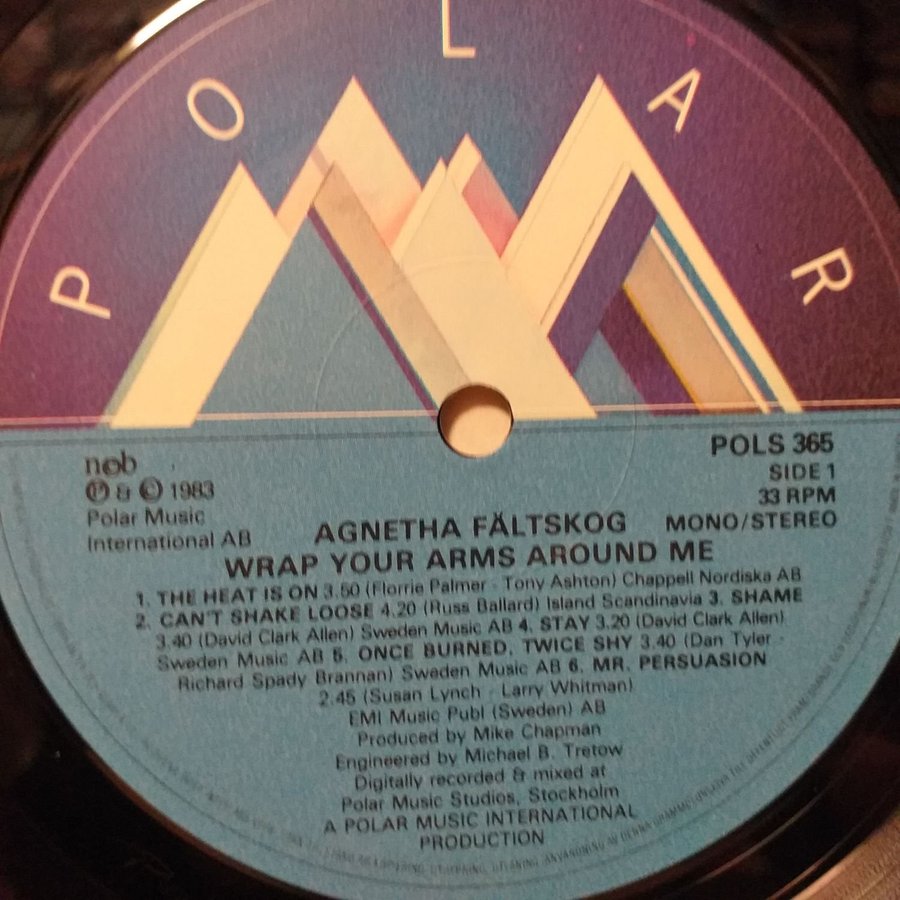 POLAR
POLS 365
SIDE 1
33 RPM
MONO/STEREO
ncb
Ⓟ & © 1983
Polar Music
International AB
AGNETHA FÄLTSKOG
WRAP YOUR ARMS AROUND ME
1. THE HEAT IS ON 3.50 (Florrie Palmer - Tony Ashton) Chappell Nordiska AB
2. CAN'T SHAKE LOOSE 4.20 (Russ Ballard) Island Scandinavia 3. SHAME
3.40 (David Clark Allen) Sweden Music AB 4. STAY 3.20 (David Clark Allen)
Sweden Music AB 5. ONCE BURNED, TWICE SHY 3.40 (Dan Tyler -
Richard Spady Brannan) Sweden Music AB 6. MR. PERSUASION
2.45 (Susan Lynch - Larry Whitman)
EMI Music Publ (Sweden) AB
Produced by Mike Chapman
Engineered by Michael B. Tretow
Digitally recorded & mixed at
Polar Music Studios, Stockholm
A POLAR MUSIC INTERNATIONAL
PRODUCTION
UTLÅNING, ANVÄNDNING AV DENNA GRAMMOFONSKIVA